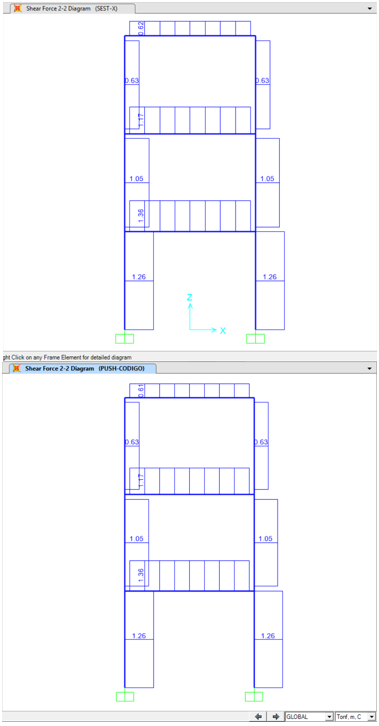 Shear Force 2-2 Diagram (SEST-X)
0.62
0.63
0.63
1.17
1.05
1.05
1.36
1.26
1.26
Z
X
ght Click on any Frame Element for detailed diagram
Shear Force 2-2 Diagram (PUSH-CODIGO)
0.61
0.63
0.63
1.17
1.05
1.05
1.36
1.26
1.26
GLOBAL
Tonf, m, C